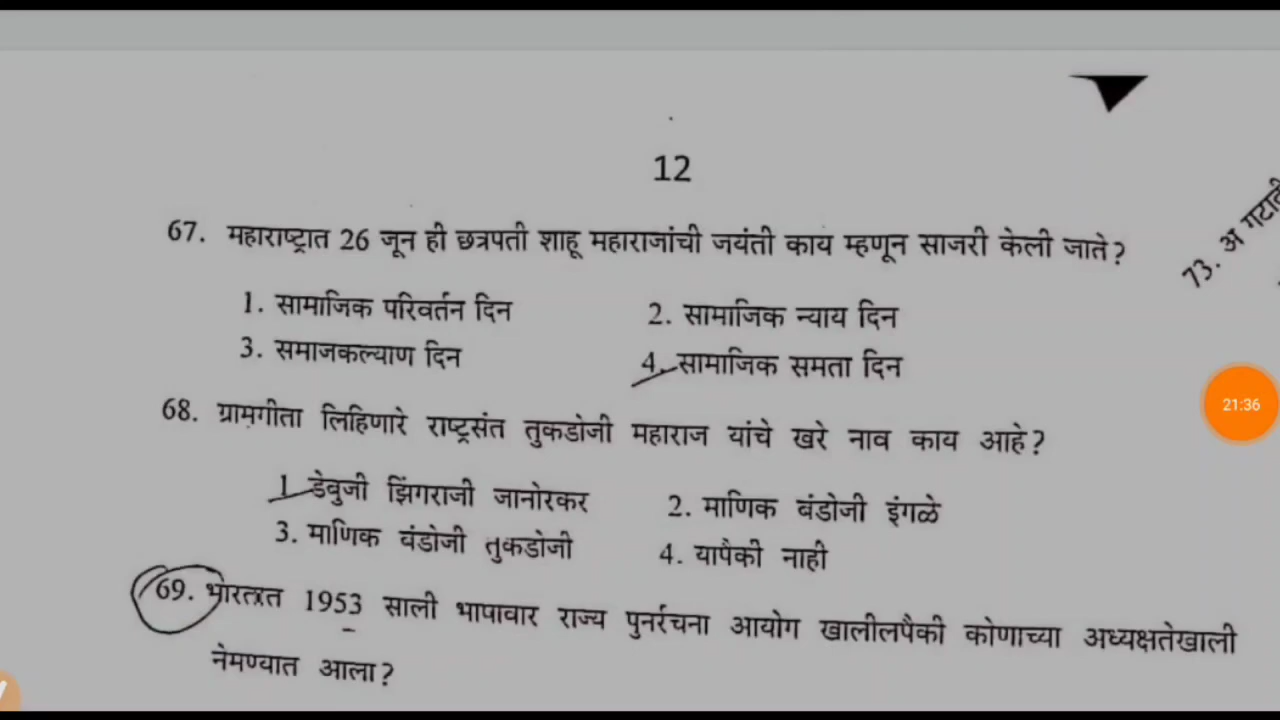 12
73. अ गटाती
67. महाराष्ट्रात 26 जून ही छत्रपती शाहू महाराजांची जयंती काय म्हणून साजरी केली जाते?
1. सामाजिक परिवर्तन दिन 2. सामाजिक न्याय दिन
3. समाजकल्याण दिन 4. सामाजिक समता दिन
21:36
68. ग्रामगीता लिहिणारे राष्ट्रसंत तुकडोजी महाराज यांचे खरे नाव काय आहे?
1 डेवुजी झिंगराजी जानोरकर 2. माणिक बंडोजी इंगळे
3. माणिक बंडोजी तुकडोजी 4. यापैकी नाही
69. भारतात 1953 साली भाषावार राज्य पुनर्रचना आयोग खालीलपैकी कोणाच्या अध्यक्षतेखाली
नेमण्यात आला?